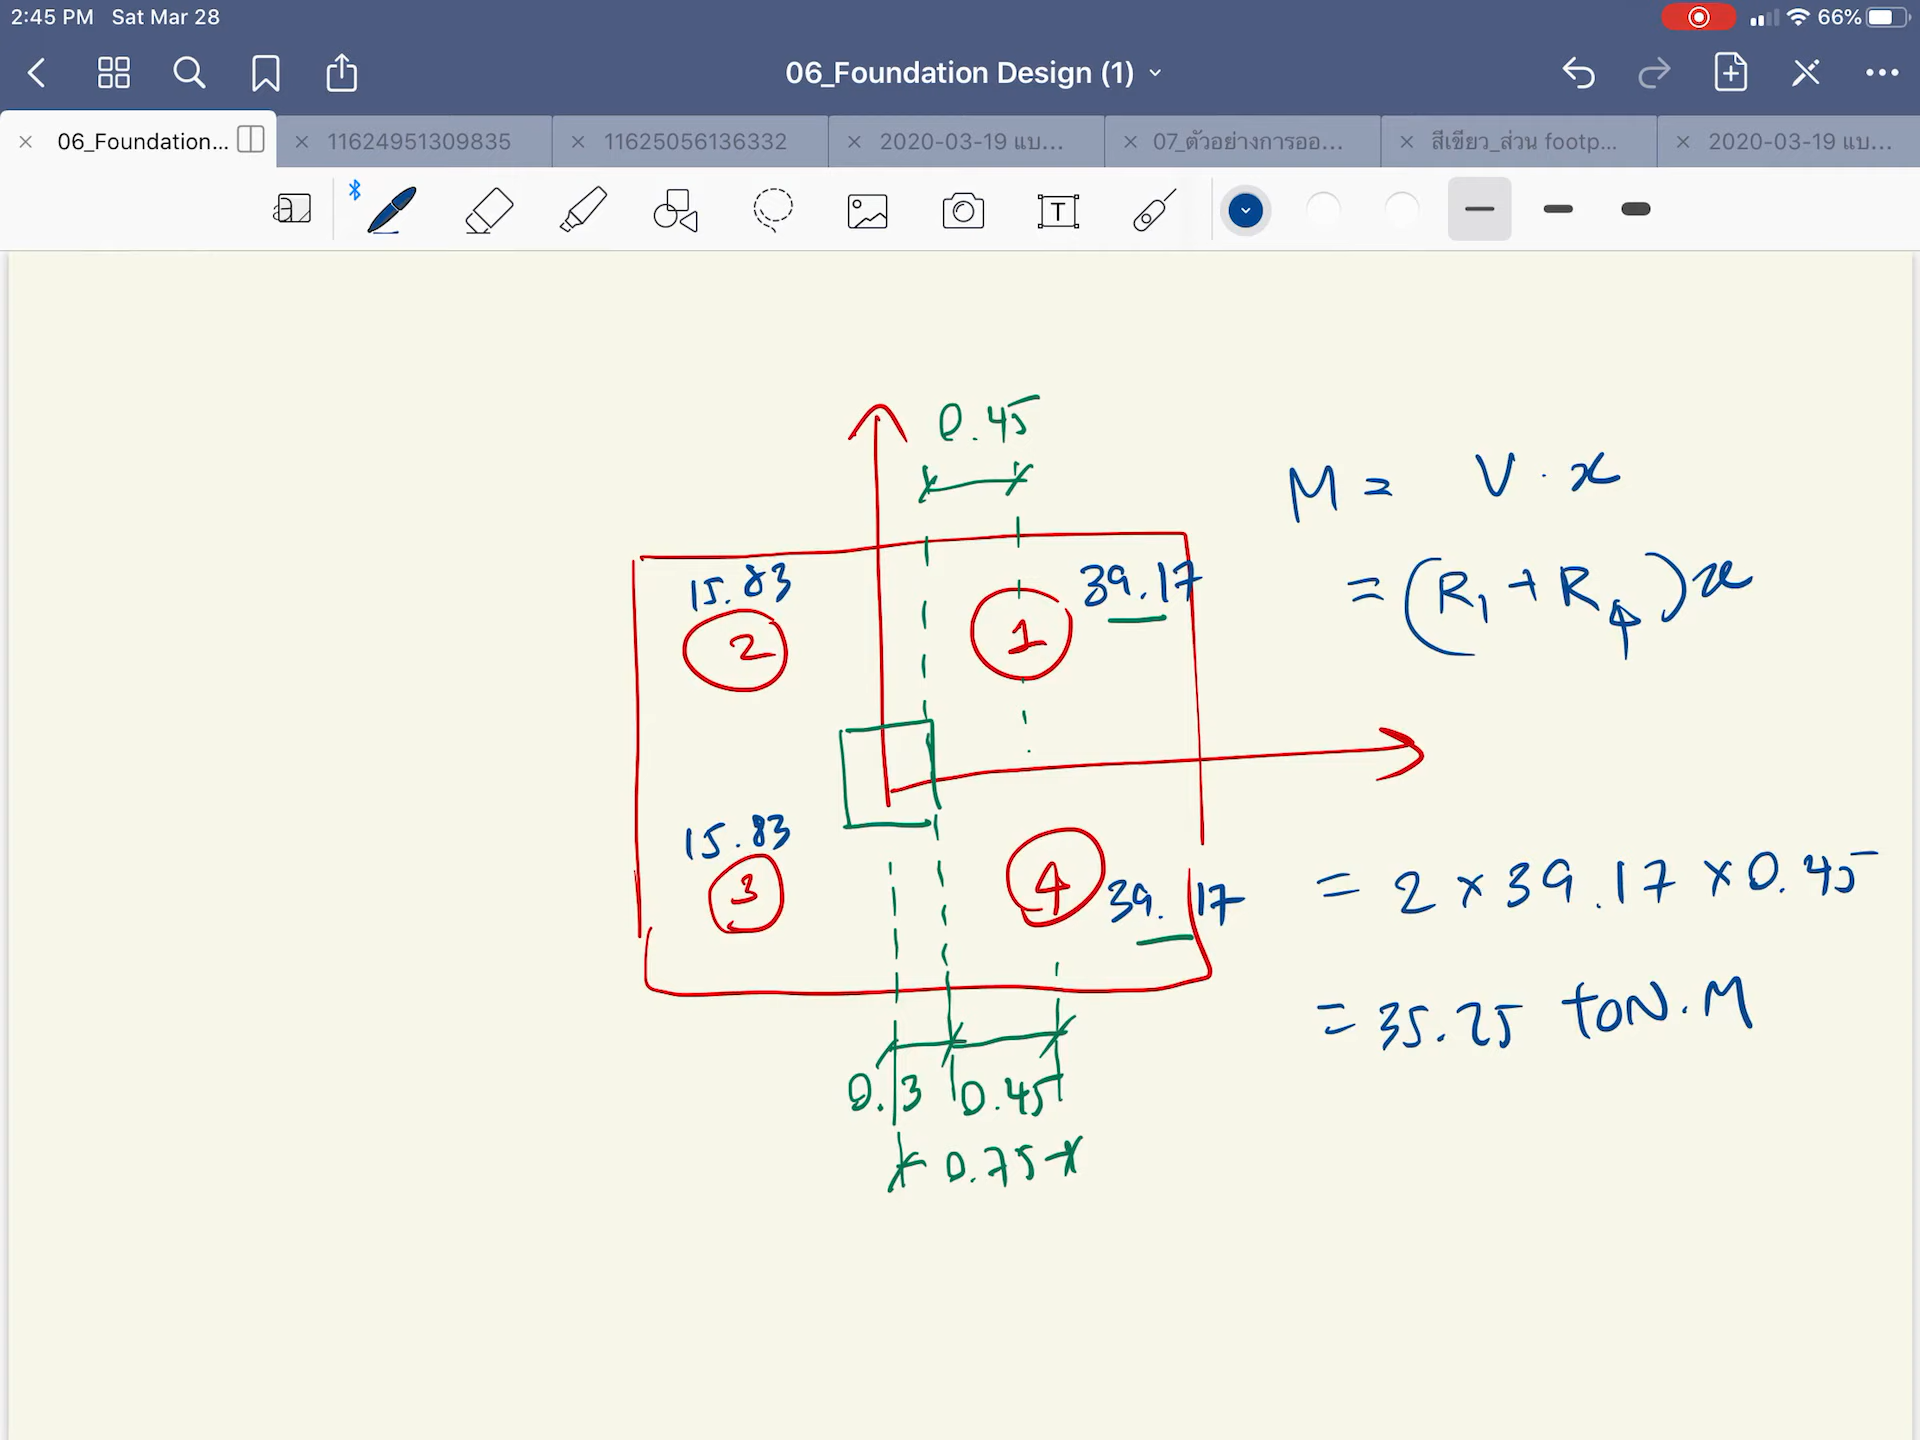 2:45 PM Sat Mar 28
66%
06_Foundation Design (1)
06_Foundation...
11624951309835
11625056136332
2020-03-19 แบ...
07_ตัวอย่างการออ...
สีเขียว_ส่วน footp...
2020-03-19 แบ...
a
T
0.45
M = V . x
15.83
39.17
= (R1 + R4) x
2
1
15.83
3
4
39.17
= 2 x 39.17 x 0.45
= 35.25 TON.M
0.3
0.45
0.75